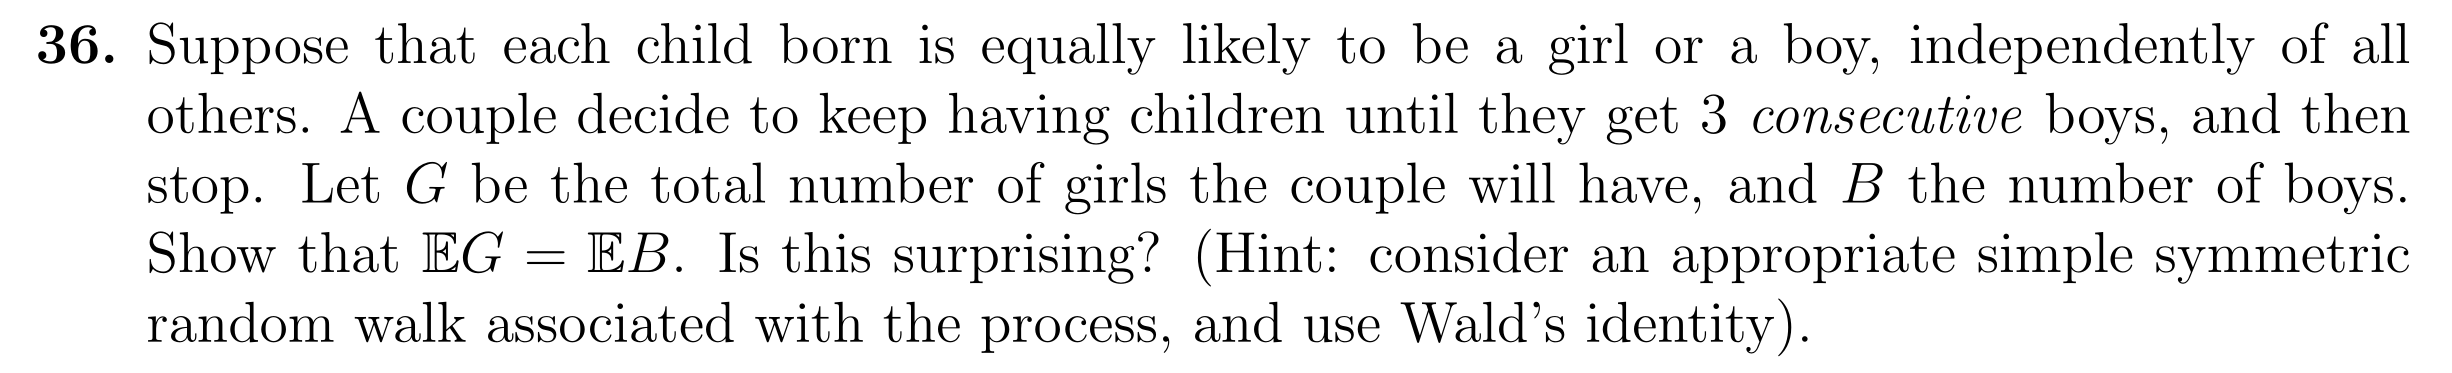 36. Suppose that each child born is equally likely to be a girl or a boy, independently of all
others. A couple decide to keep having children until they get 3 consecutive boys, and then
stop. Let G be the total number of girls the couple will have, and B the number of boys.
Show that 𝔼G = 𝔼B. Is this surprising? (Hint: consider an appropriate simple symmetric
random walk associated with the process, and use Wald's identity).